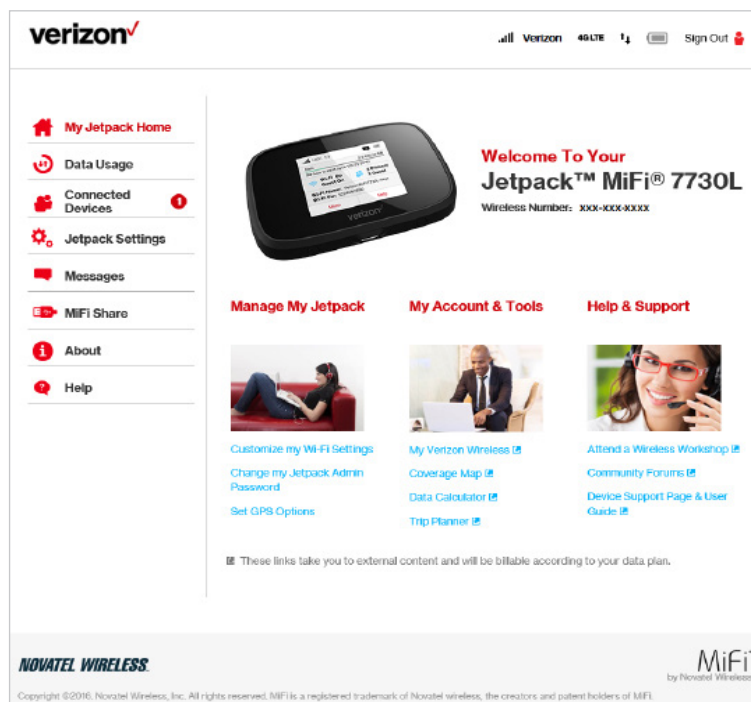 verizon✓
Verizon 4G LTE Sign Out
My Jetpack Home
Data Usage
Connected Devices 1
Jetpack Settings
Messages
MiFi Share
About
Help
verizon
Welcome To Your
Jetpack™ MiFi® 7730L
Wireless Number: xxx-xxx-xxxx
Manage My Jetpack
Customize my Wi-Fi Settings
Change my Jetpack Admin
Password
Set GPS Options
My Account & Tools
My Verizon Wireless
Coverage Map
Data Calculator
Trip Planner
Help & Support
Attend a Wireless Workshop
Community Forums
Device Support Page & User
Guide
These links take you to external content and will be billable according to your data plan.
NOVATEL WIRELESS.
MiFi
by Novatel Wireless
Copyright ©2016, Novatel Wireless, Inc. All rights reserved. MiFi is a registered trademark of Novatel wireless, the creators and patent holders of MiFi.